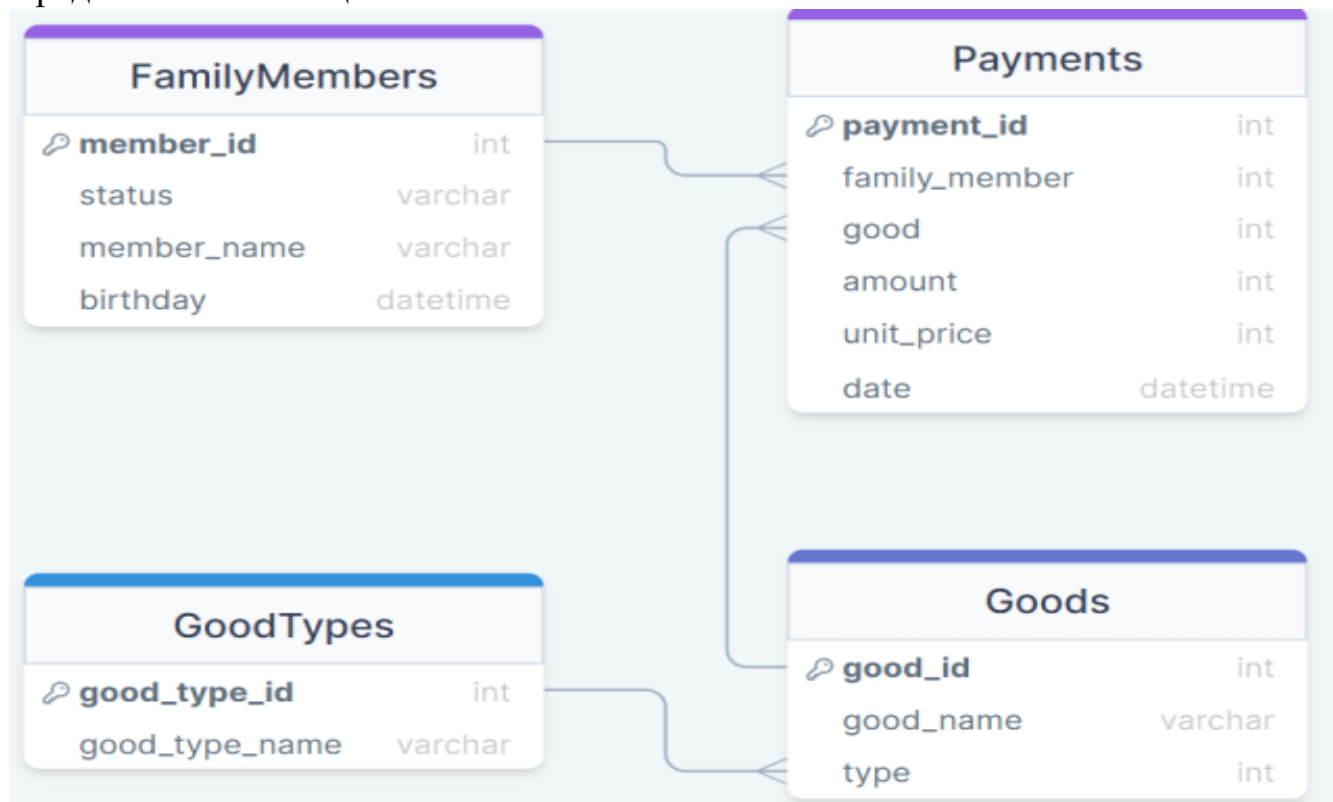 FamilyMembers
member_id int
status varchar
member_name varchar
birthday datetime
Payments
payment_id int
family_member int
good int
amount int
unit_price int
date datetime
GoodTypes
good_type_id int
good_type_name varchar
Goods
good_id int
good_name varchar
type int